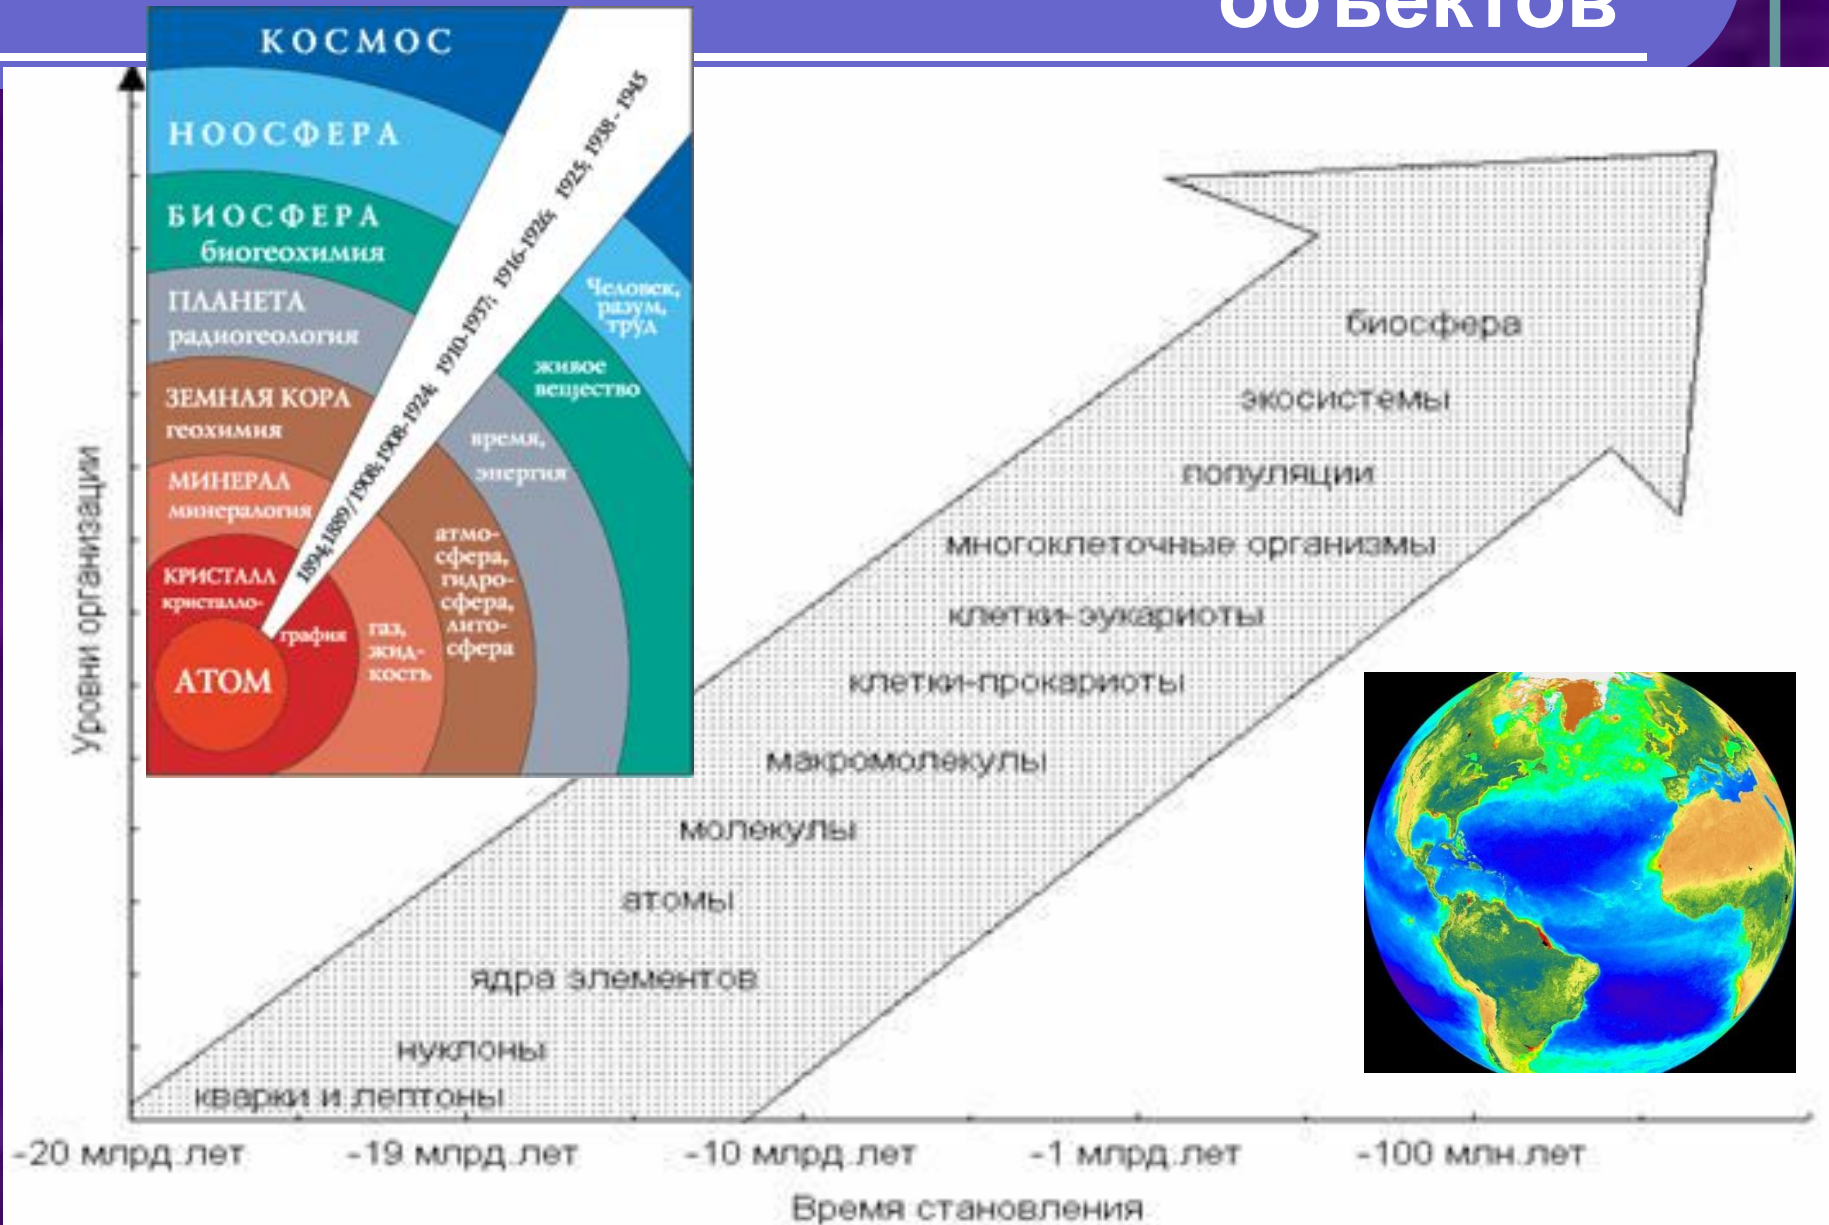 объектов
КОСМОС
НООСФЕРА
БИОСФЕРА
биогеохимия
ПЛАНЕТА
радиогеология
ЗЕМНАЯ КОРА
геохимия
МИНЕРАЛ
минералогия
КРИСТАЛЛ
кристалло-
графия
АТОМ
1894; 1889/1908; 1908-1924; 1910-1937; 1916-1926; 1925; 1938 - 1945
Человек,
разум,
труд
живое
вещество
время,
энергия
атмо-
сфера,
гидро-
сфера,
лито-
сфера
газ,
жид-
кость
Уровни организации
биосфера
экосистемы
популяции
многоклеточные организмы
клетки-эукариоты
клетки-прокариоты
макромолекулы
молекулы
атомы
ядра элементов
нуклоны
кварки и лептоны
-20 млрд.лет -19 млрд.лет -10 млрд.лет -1 млрд.лет -100 млн.лет
Время становления